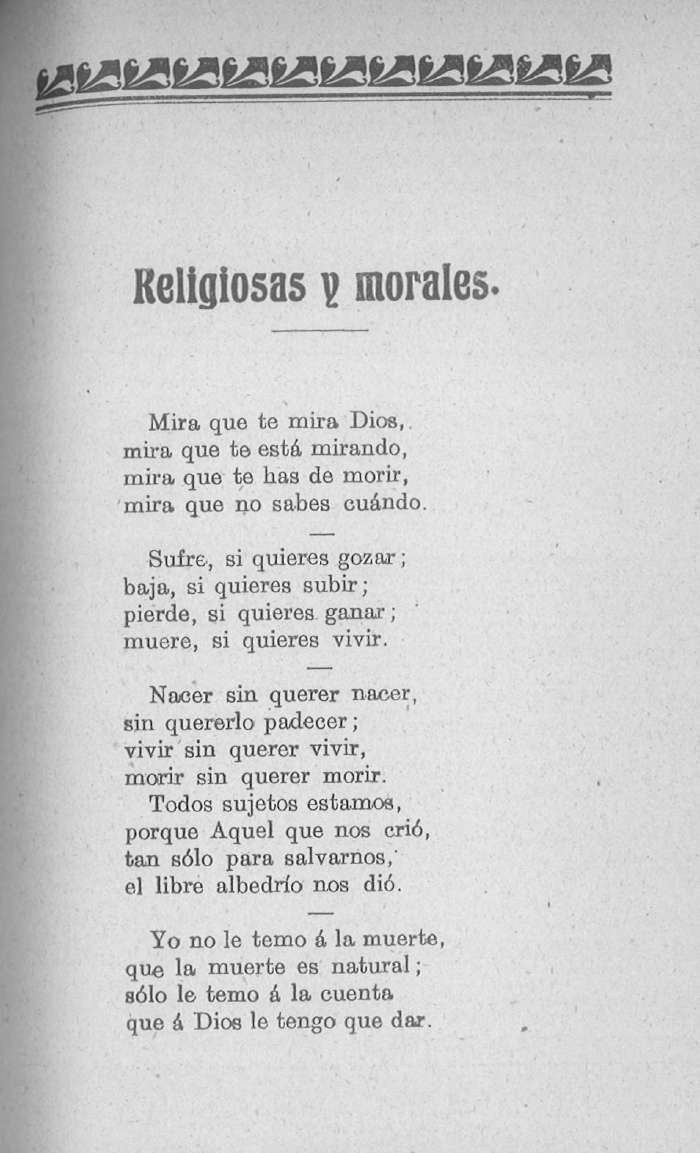 Religiosas y morales.
Mira que te mira Dios,
mira que te está mirando,
mira que te has de morir,
mira que no sabes cuándo.
Sufre, si quieres gozar;
baja, si quieres subir;
pierde, si quieres ganar;
muere, si quieres vivir.
Nacer sin querer nacer,
sin quererlo padecer;
vivir sin querer vivir,
morir sin querer morir.
Todos sujetos estamos,
porque Aquel que nos crió,
tan sólo para salvarnos,
el libre albedrío nos dió.
Yo no le temo á la muerte,
que la muerte es natural;
sólo le temo á la cuenta
que á Dios le tengo que dar.